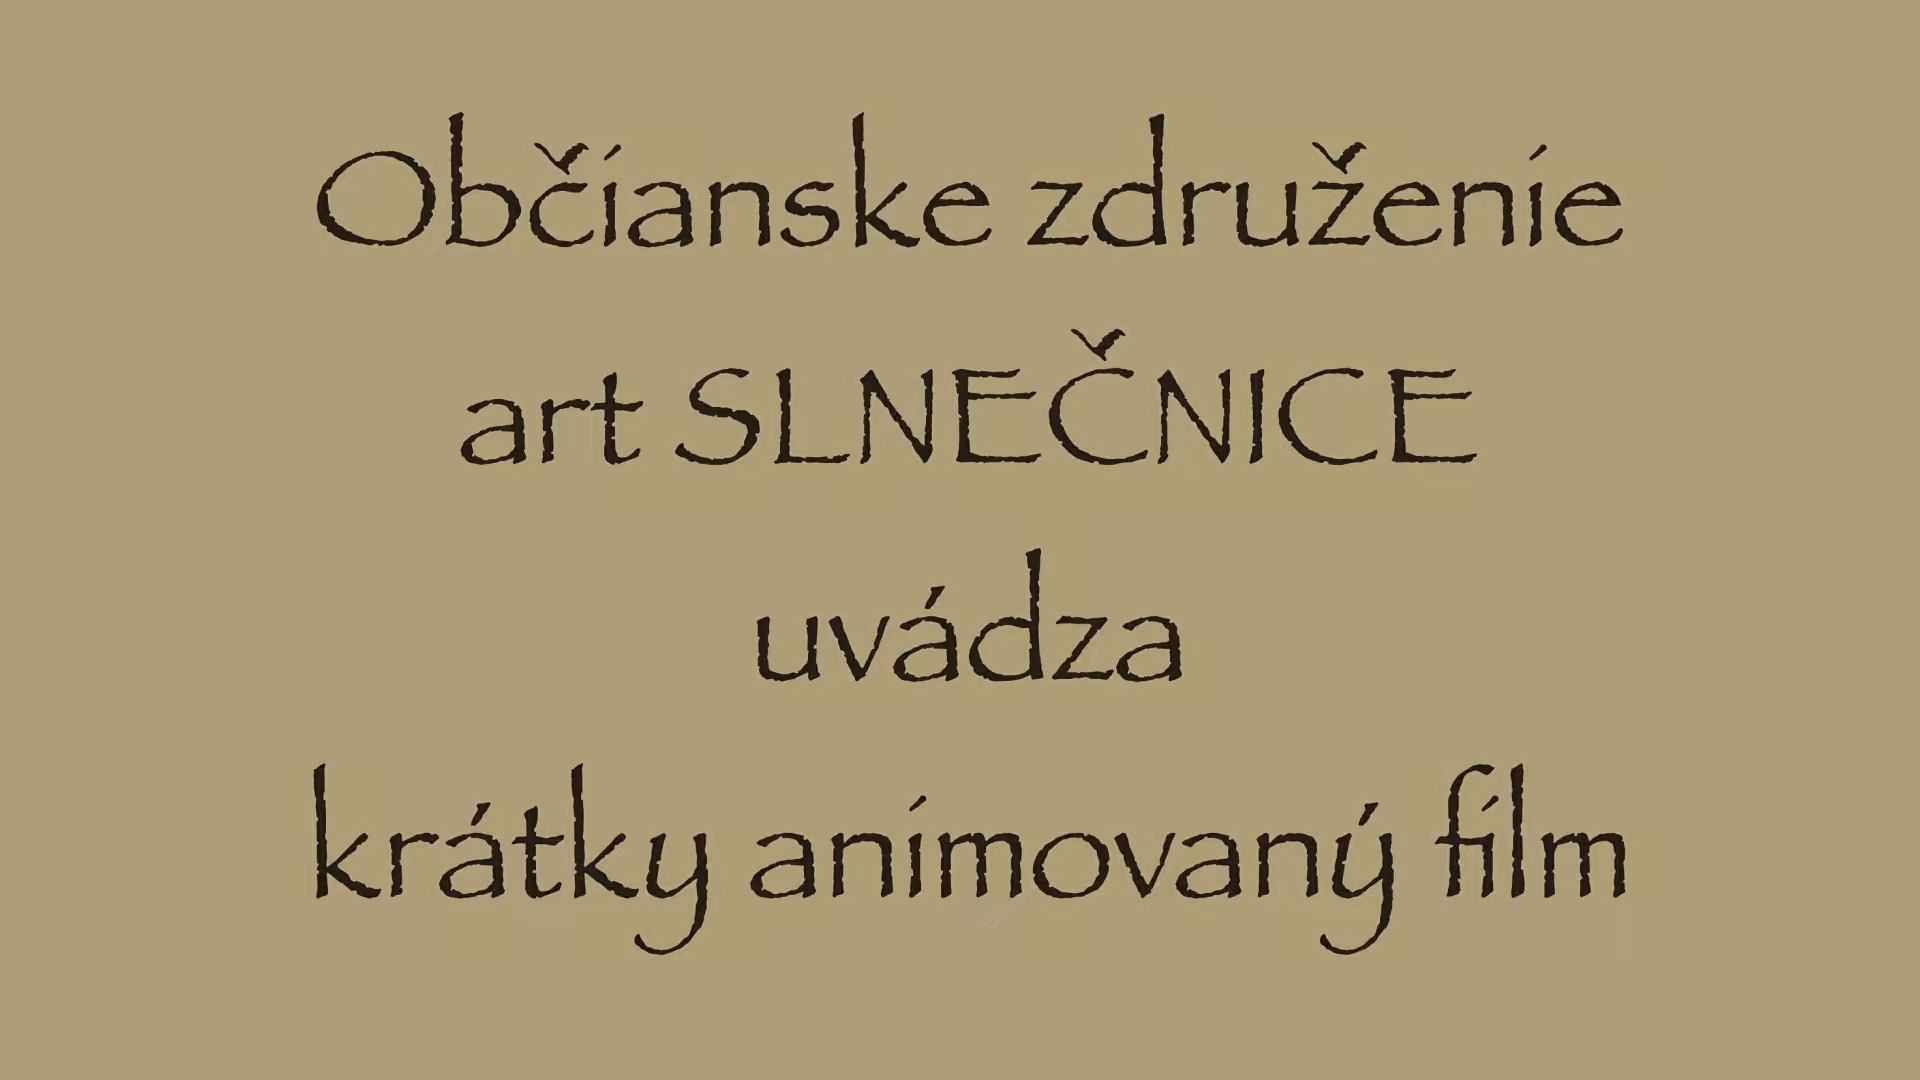 Občianske združenie
art SLNEČNICE
uvádza
krátky animovaný film